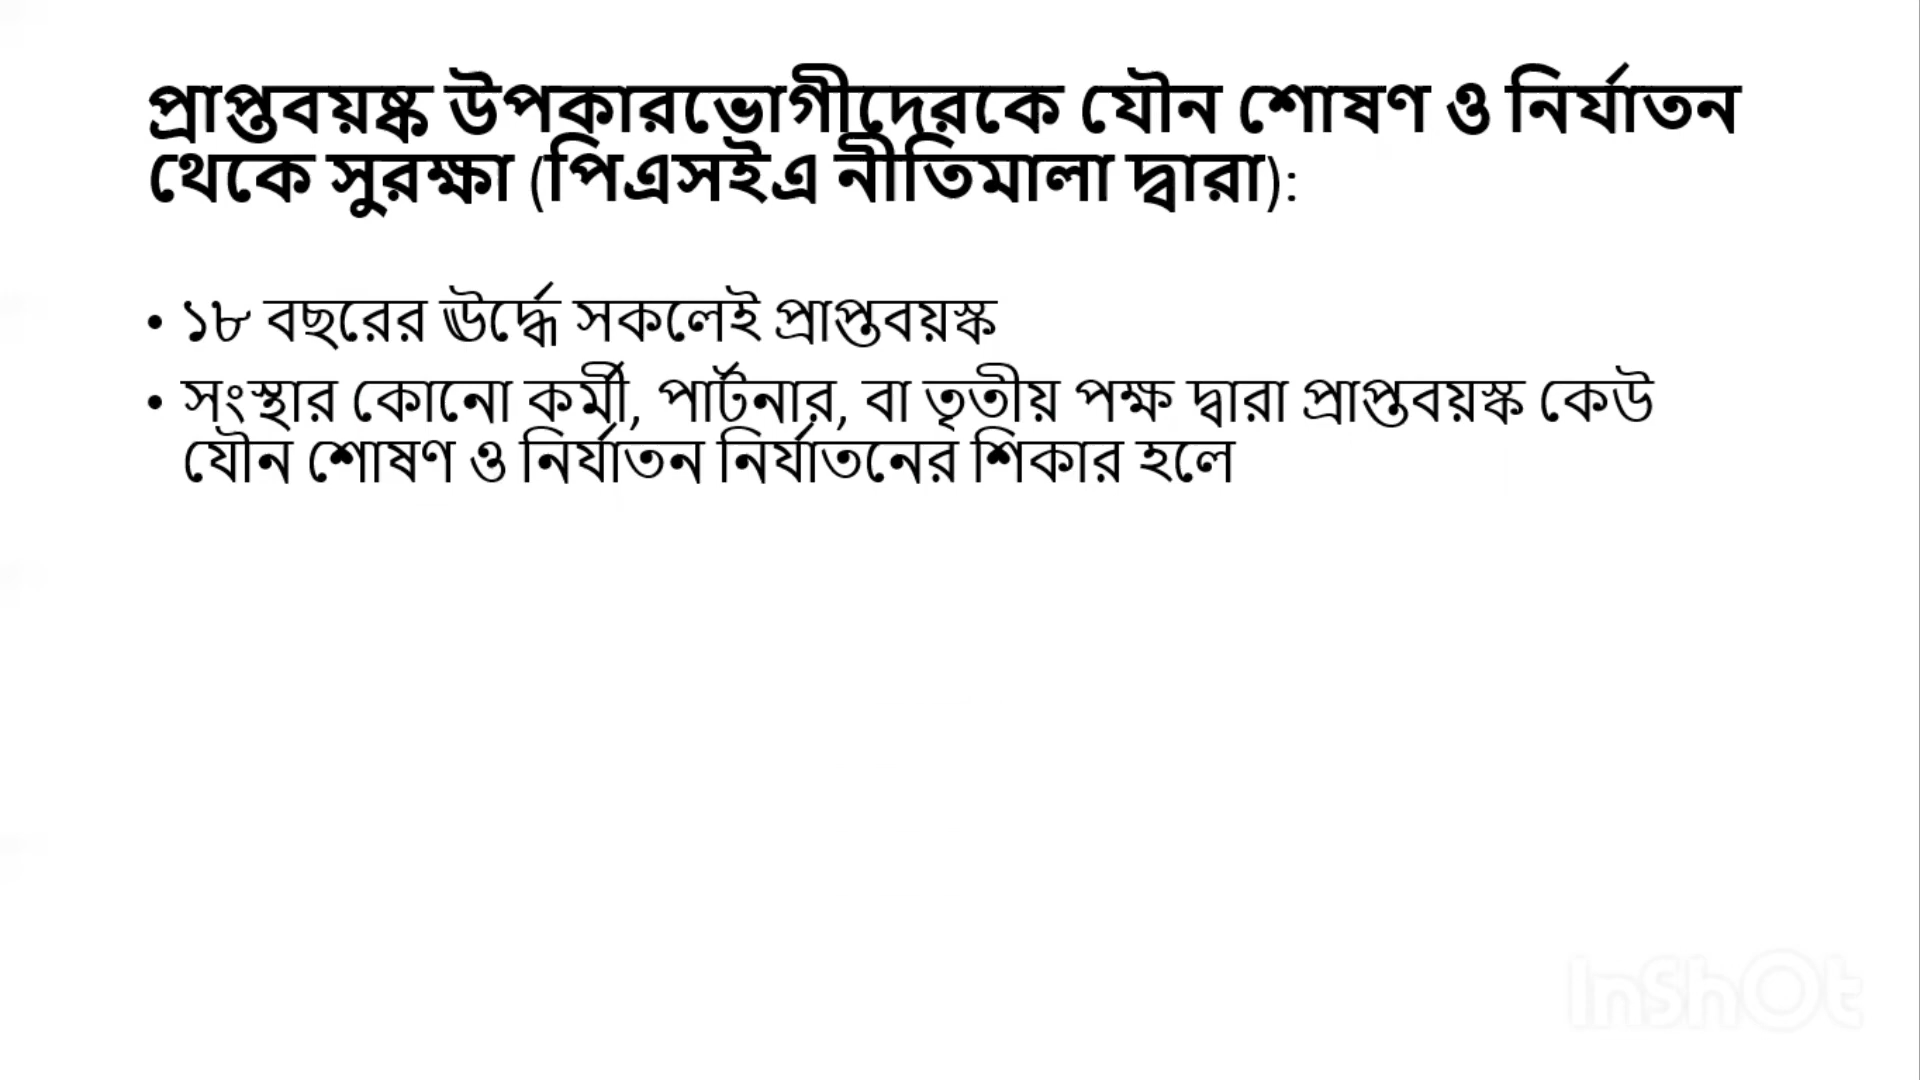 প্রাপ্তবয়ষ্ক উপকারভোগীদেরকে যৌন শোষণ ও নির্যাতন
থেকে সুরক্ষা (পিএসইএ নীতিমালা দ্বারা):
• ১৮ বছরের ঊর্দ্ধে সকলেই প্রাপ্তবয়স্ক
• সংস্থার কোনো কর্মী, পার্টনার, বা তৃতীয় পক্ষ দ্বারা প্রাপ্তবয়স্ক কেউ
যৌন শোষণ ও নির্যাতন নির্যাতনের শিকার হলে
InShOt